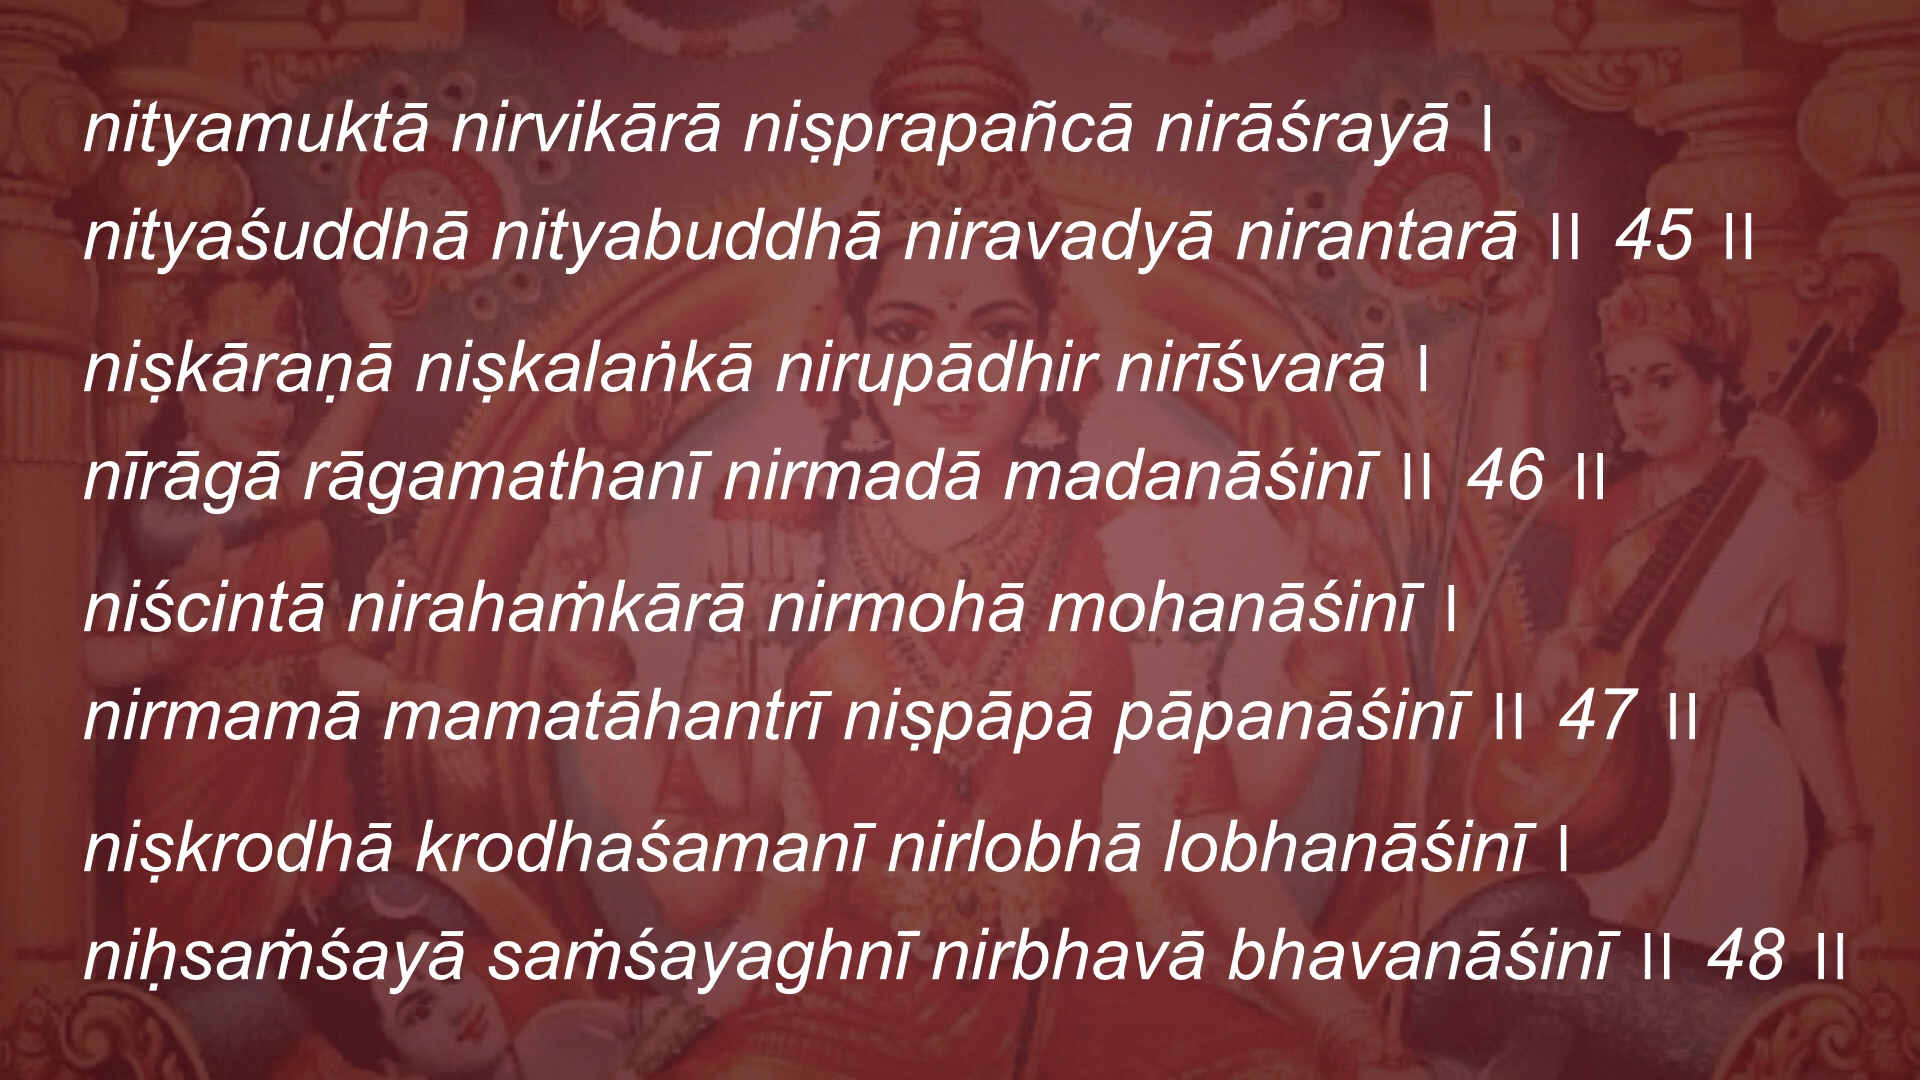 nityamuktā nirvikārā niṣprapañcā nirāśrayā ।
nityaśuddhā nityabuddhā niravadyā nirantarā ॥ 45 ॥
niṣkāraṇā niṣkalaṅkā nirupādhir nirīśvarā ।
nīrāgā rāgamathanī nirmadā madanāśinī ॥ 46 ॥
niścintā nirahaṁkārā nirmohā mohanāśinī ।
nirmamā mamatāhantrī niṣpāpā pāpanāśinī ॥ 47 ॥
niṣkrodhā krodhaśamanī nirlobhā lobhanāśinī ।
niḥsaṁśayā saṁśayaghnī nirbhavā bhavanāśinī ॥ 48 ॥